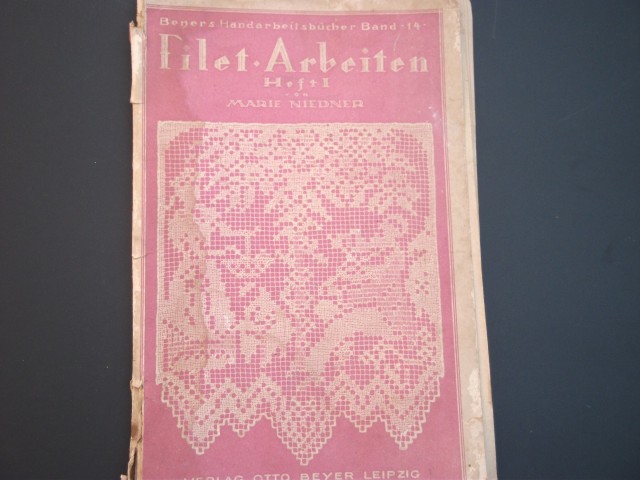 Beyers Handarbeitsbücher Band ·14·
Filet·Arbeiten
Heft 1
VON
MARIE NIEDNER
VERLAG OTTO BEYER LEIPZIG